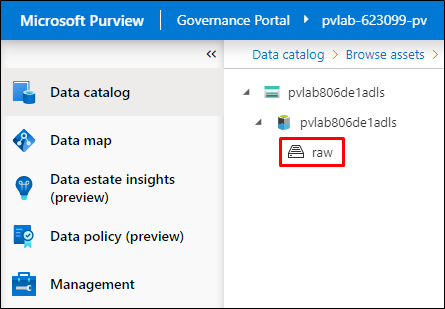 Microsoft Purview | Governance Portal ▸ pvlab-623099-pv
«
Data catalog > Browse assets >
Data catalog
pvlab806de1adls
Data map
pvlab806de1adls
raw
Data estate insights
(preview)
Data policy (preview)
Management